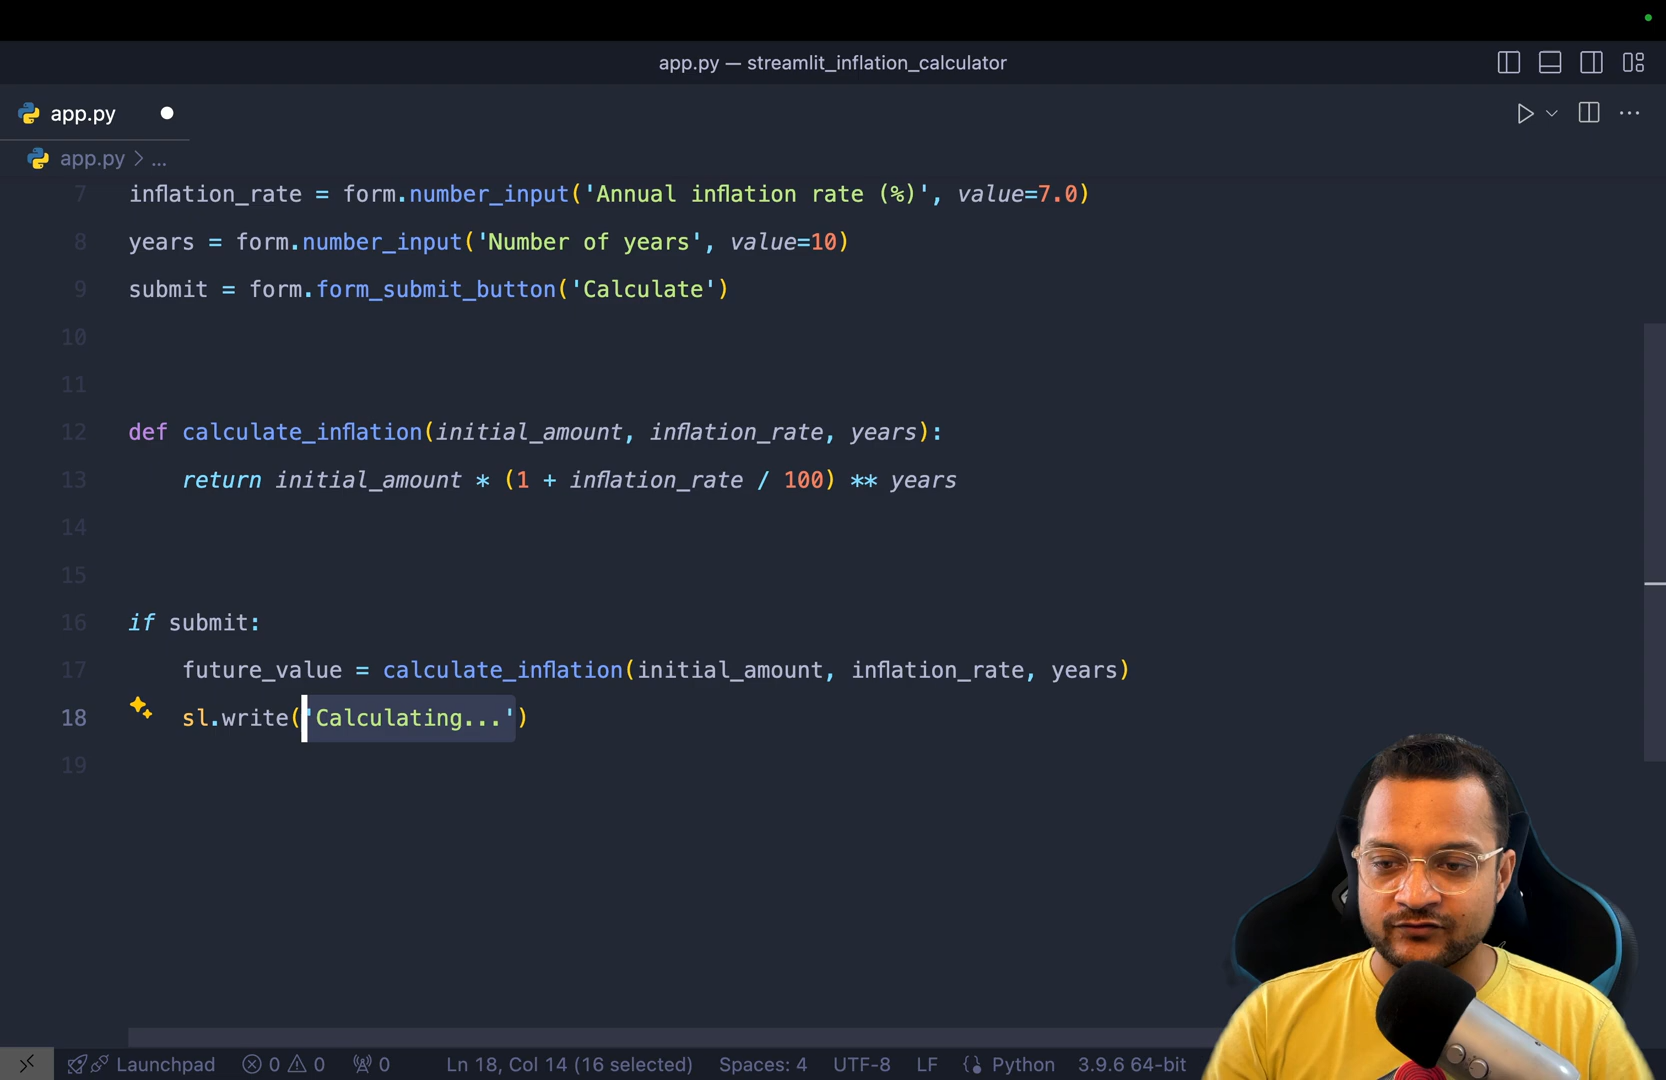 app.py — streamlit_inflation_calculator
app.py
app.py > ...
7 inflation_rate = form.number_input('Annual inflation rate (%)', value=7.0)
8 years = form.number_input('Number of years', value=10)
9 submit = form.form_submit_button('Calculate')
10
11
12 def calculate_inflation(initial_amount, inflation_rate, years):
13 return initial_amount * (1 + inflation_rate / 100) ** years
14
15
16 if submit:
17 future_value = calculate_inflation(initial_amount, inflation_rate, years)
18 sl.write('Calculating...')
19
Launchpad 0 0 0 Ln 18, Col 14 (16 selected) Spaces: 4 UTF-8 LF Python 3.9.6 64-bit